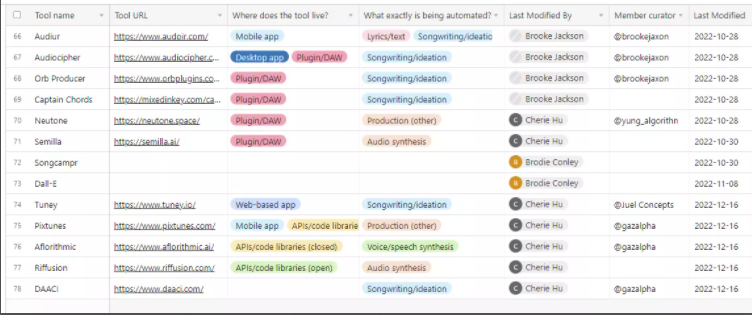 Tool name Tool URL Where does the tool live? What exactly is being automated? Last Modified By Member curator Last Modified
66 Audiur https://www.audoir.com/ Mobile app Lyrics/text Songwriting/ideatio Brooke Jackson @brookejaxon 2022-10-28
67 Audiocipher https://www.audiocipher.c... Desktop app Plugin/DAW Songwriting/ideation Brooke Jackson @brookejaxon 2022-10-28
68 Orb Producer https://www.orbplugins.co... Plugin/DAW Songwriting/ideation Brooke Jackson @brookejaxon 2022-10-28
69 Captain Chords https://mixedinkey.com/ca... Plugin/DAW Songwriting/ideation Brooke Jackson 2022-10-28
70 Neutone https://neutone.space/ Plugin/DAW Production (other) C Cherie Hu @yung_algorithn 2022-10-28
71 Semilla https://semilla.ai/ Plugin/DAW Audio synthesis C Cherie Hu 2022-10-30
72 Songcampr B Brodie Conley 2022-10-30
73 Dall-E B Brodie Conley 2022-11-08
74 Tuney https://www.tuney.io/ Web-based app Songwriting/ideation C Cherie Hu @Juel Concepts 2022-12-16
75 Pixtunes https://www.pixtunes.com/ Mobile app APIs/code librarie Production (other) C Cherie Hu @gazalpha 2022-12-16
76 Aflorithmic https://www.aflorithmic.ai/ APIs/code libraries (closed) Voice/speech synthesis C Cherie Hu @gazalpha 2022-12-16
77 Riffusion https://www.riffusion.com/ APIs/code libraries (open) Audio synthesis C Cherie Hu 2022-12-16
78 DAACI https://www.daaci.com/ Songwriting/ideation C Cherie Hu @gazalpha 2022-12-16